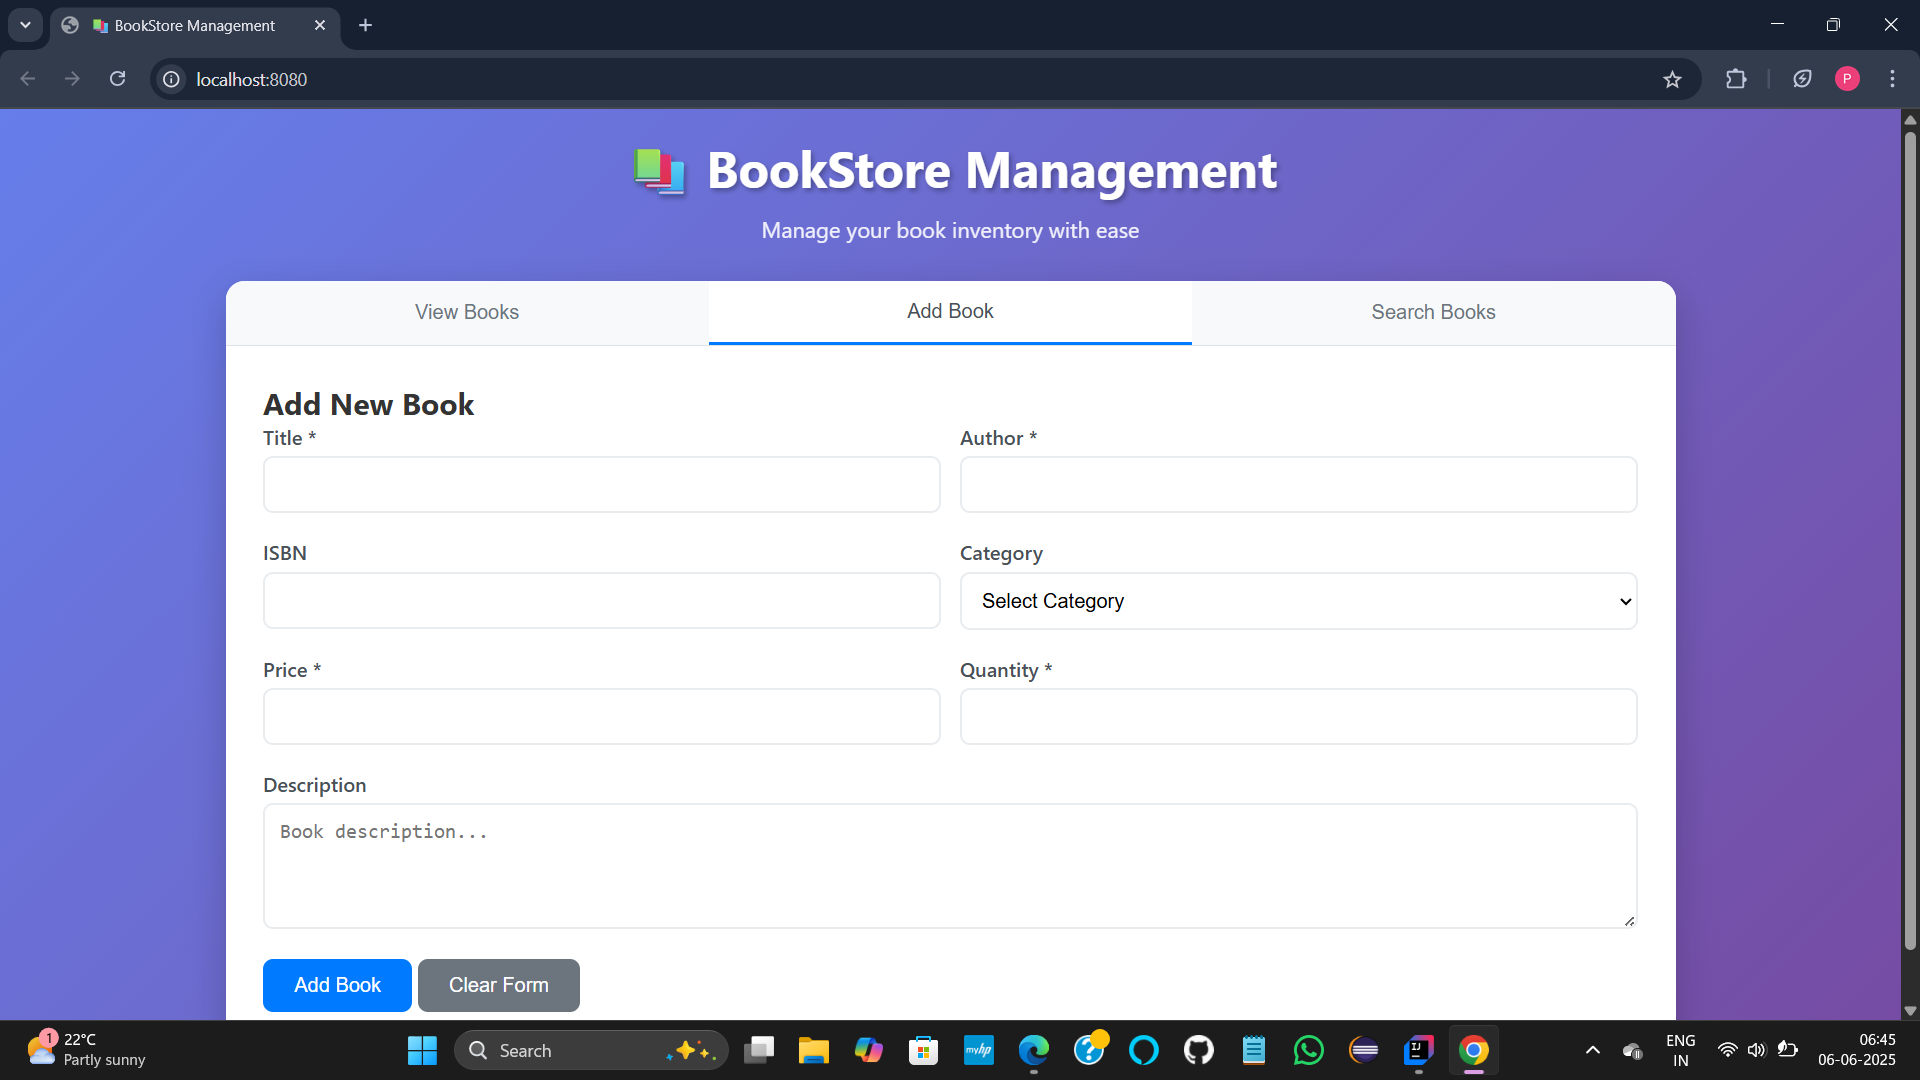 BookStore Management
localhost:8080
P
BookStore Management
Manage your book inventory with ease
View Books
Add Book
Search Books
Add New Book
Title *
Author *
ISBN
Category
Select Category
Price *
Quantity *
Description
Book description...
Add Book
Clear Form
1
22°C
Partly sunny
Search
myhp
?
IJ
ENG
IN
06:45
06-06-2025